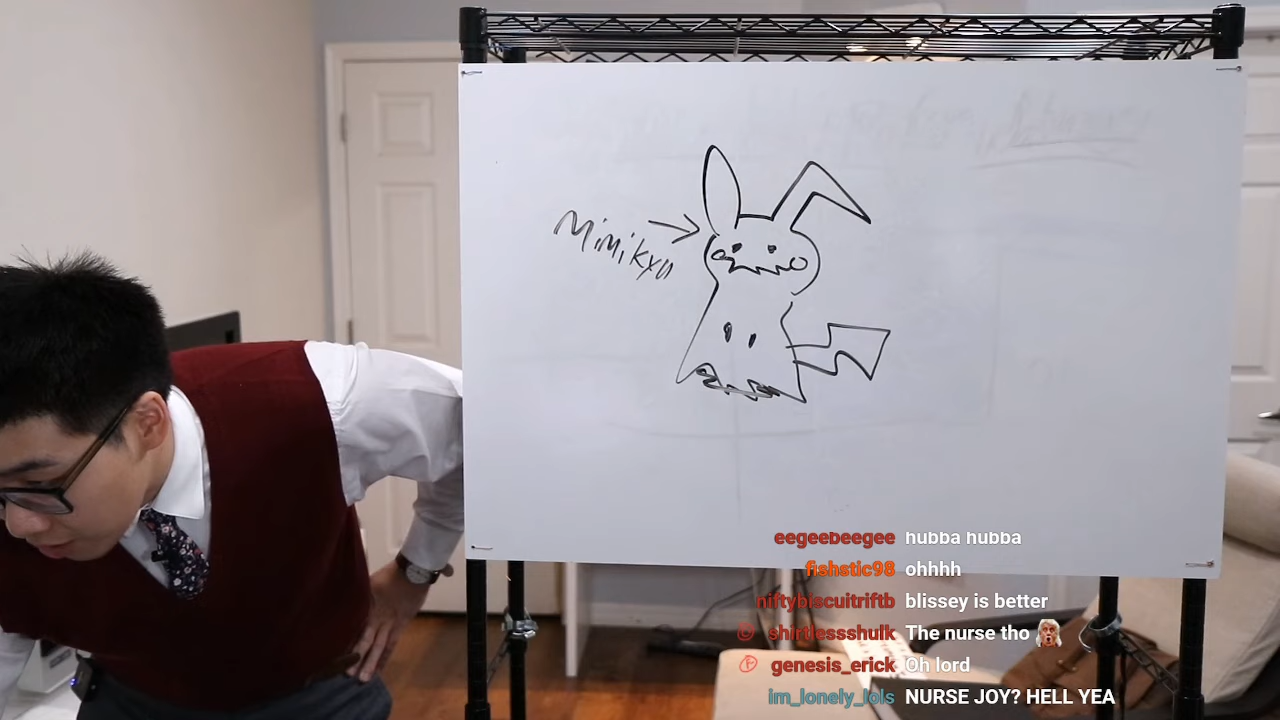 Mimikyu
eegeebeegee hubba hubba
fishstic98 ohhhh
niftybiscuitriftb blissey is better
shirtlessshulk The nurse tho
genesis_erick Oh lord
im_lonely_lols NURSE JOY? HELL YEA